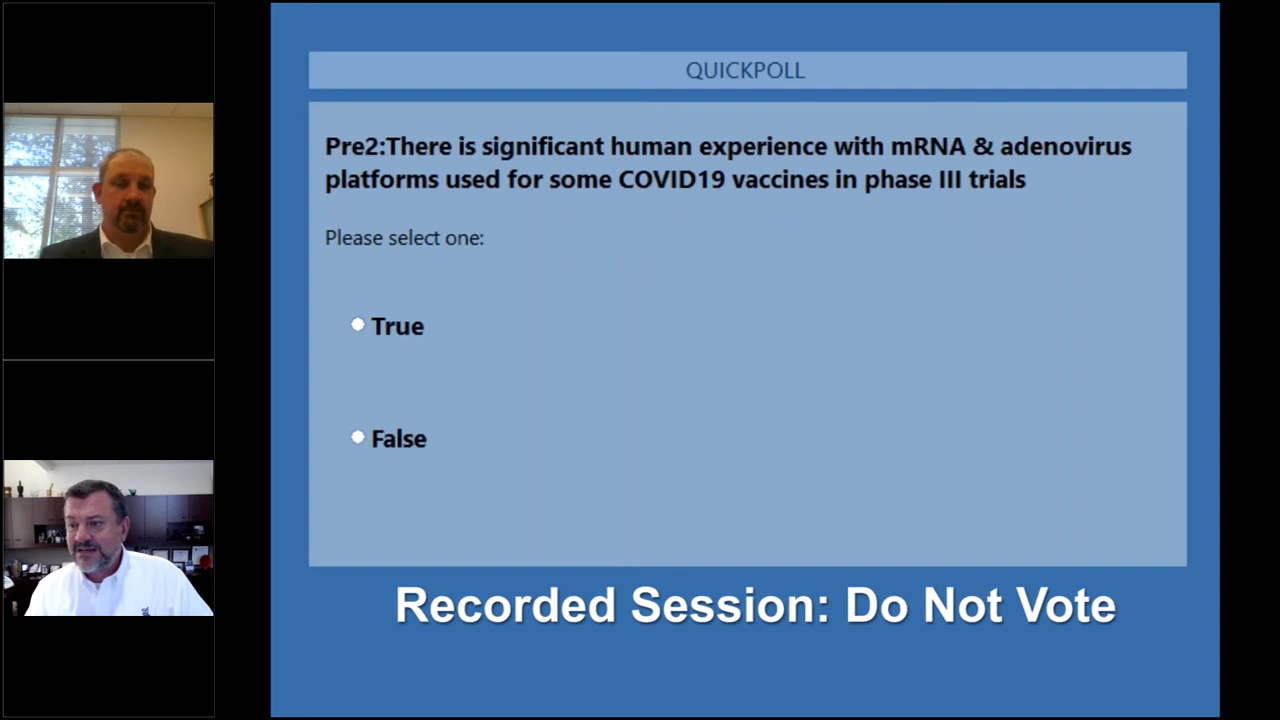 QUICKPOLL
Pre2:There is significant human experience with mRNA & adenovirus
platforms used for some COVID19 vaccines in phase III trials
Please select one:
True
False
Recorded Session: Do Not Vote